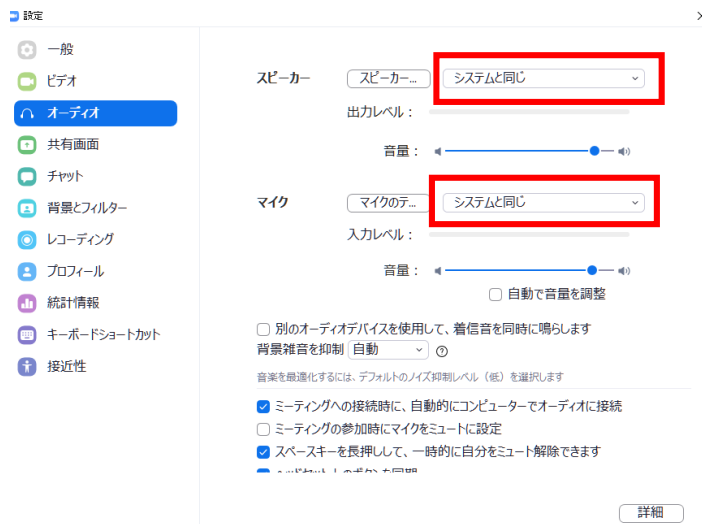 設定
一般
ビデオ
オーディオ
共有画面
チャット
背景とフィルター
レコーディング
プロフィール
統計情報
キーボードショートカット
接近性
スピーカー スピーカー... システムと同じ
出力レベル：
音量：
マイク マイクのテ... システムと同じ
入力レベル：
音量：
自動で音量を調整
別のオーディオデバイスを使用して、着信音を同時に鳴らします
背景雑音を抑制 自動
音楽を最適化するには、デフォルトのノイズ抑制レベル（低）を選択します
ミーティングへの接続時に、自動的にコンピューターでオーディオに接続
ミーティングの参加時にマイクをミュートに設定
スペースキーを長押しして、一時的に自分をミュート解除できます
詳細